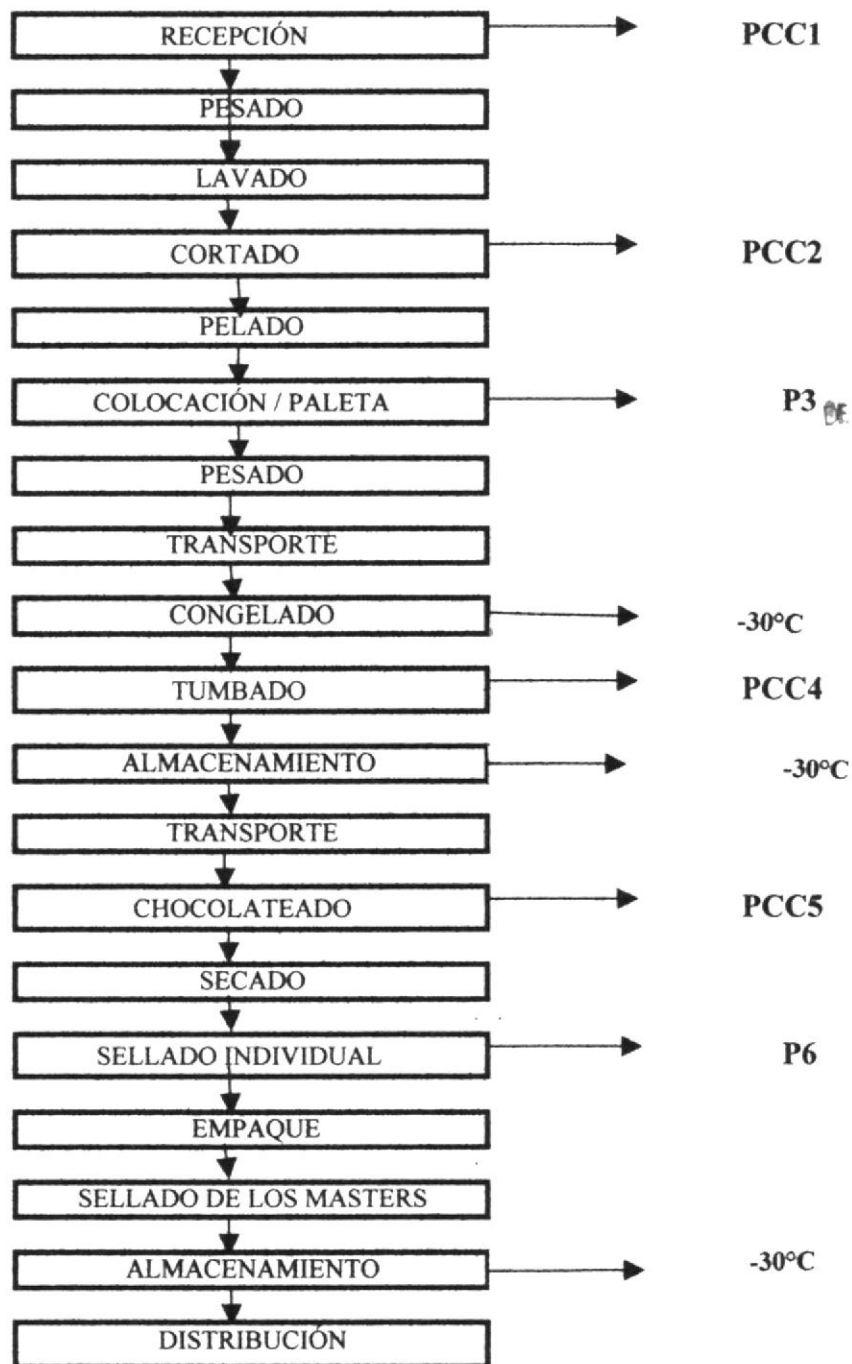 RECEPCIÓN PCC1
PESADO
LAVADO
CORTADO PCC2
PELADO
COLOCACIÓN / PALETA P3
PESADO
TRANSPORTE
CONGELADO -30°C
TUMBADO PCC4
ALMACENAMIENTO -30°C
TRANSPORTE
CHOCOLATEADO PCC5
SECADO
SELLADO INDIVIDUAL P6
EMPAQUE
SELLADO DE LOS MASTERS
ALMACENAMIENTO -30°C
DISTRIBUCIÓN